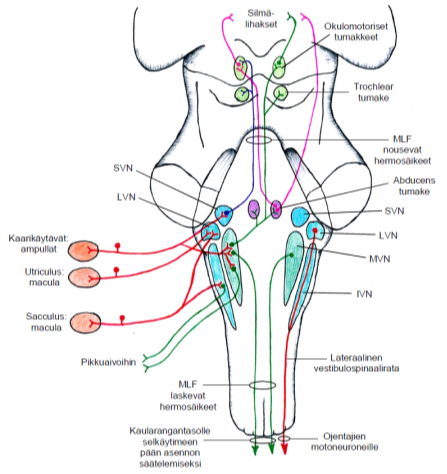 Silmä-
lihakset
Okulomotoriset
tumakkeet
Trochlear
tumake
MLF
nousevat
hermosäikeet
Abducens
tumake
SVN
LVN
SVN
LVN
MVN
IVN
Kaarikäytävät:
ampullat
Utriculus:
macula
Sacculus:
macula
Pikkuaivoihin
Lateraalinen
vestibulospinaalirata
MLF
laskevat
hermosäikeet
Kaularangantasolle
selkäytimeen
pään asennon
säätelemiseksi
Ojentajien
motoneuroneille